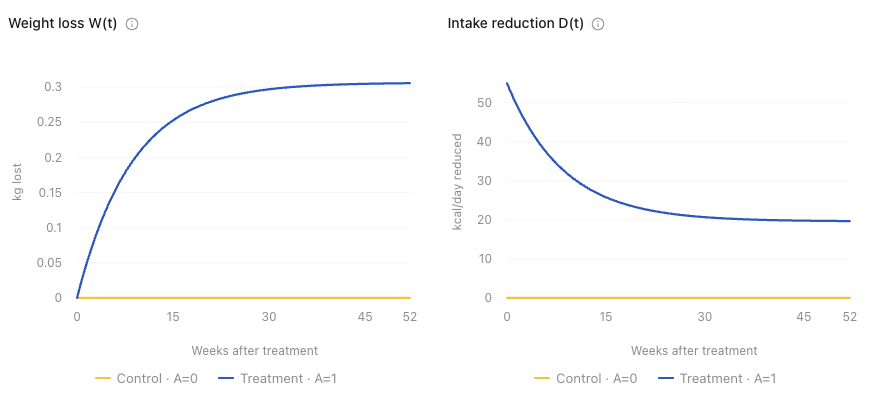 Weight loss W(t)
kg lost
0.3
0.25
0.2
0.15
0.1
0.05
0
0 15 30 45 52
Weeks after treatment
Control · A=0 Treatment · A=1
Intake reduction D(t)
kcal/day reduced
50
40
30
20
10
0
0 15 30 45 52
Weeks after treatment
Control · A=0 Treatment · A=1